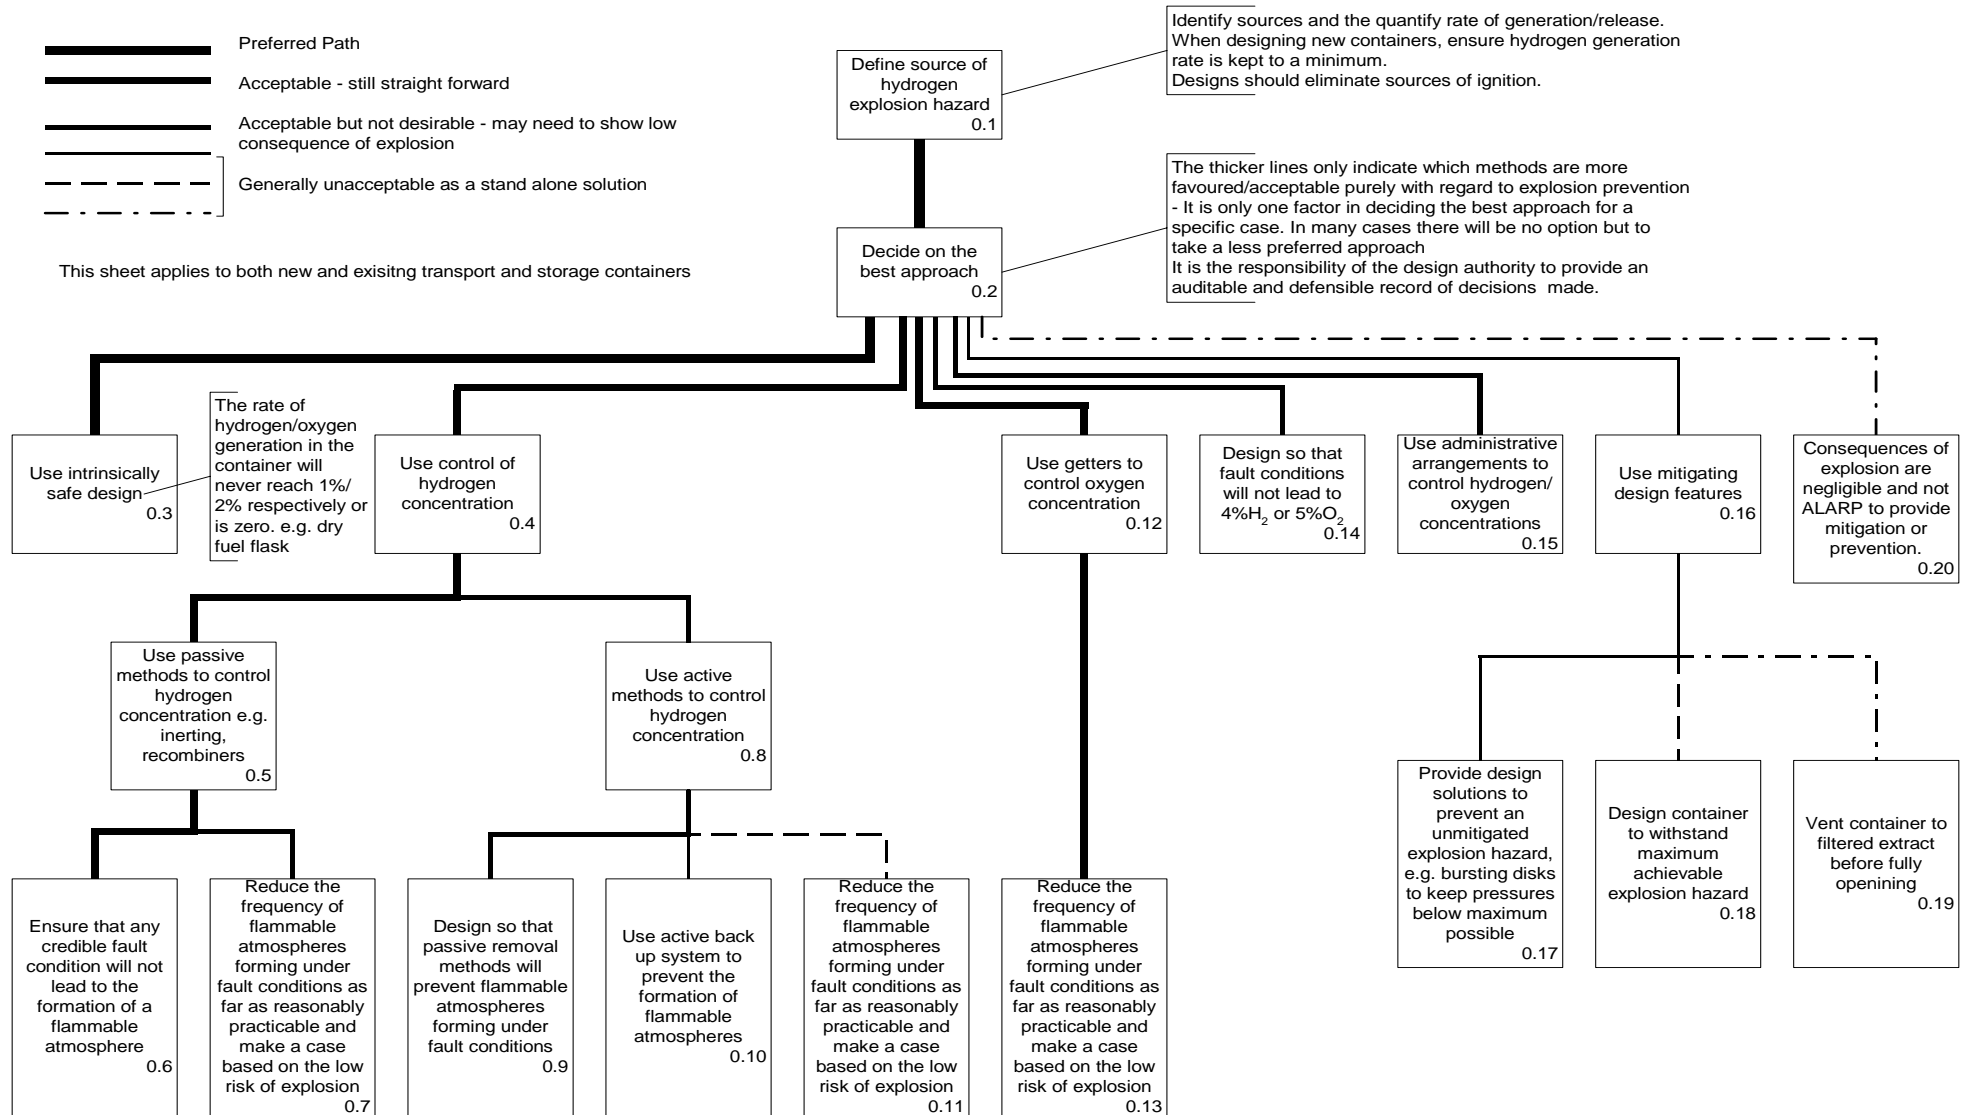 Preferred Path
Acceptable - still straight forward
Acceptable but not desirable - may need to show low
consequence of explosion
Generally unacceptable as a stand alone solution
This sheet applies to both new and exisitng transport and storage containers
Define source of
hydrogen
explosion hazard
0.1
Identify sources and the quantify rate of generation/release.
When designing new containers, ensure hydrogen generation
rate is kept to a minimum.
Designs should eliminate sources of ignition.
Decide on the
best approach
0.2
The thicker lines only indicate which methods are more
favoured/acceptable purely with regard to explosion prevention
- It is only one factor in deciding the best approach for a
specific case. In many cases there will be no option but to
take a less preferred approach
It is the responsibility of the design authority to provide an
auditable and defensible record of decisions made.
Use intrinsically
safe design
0.3
The rate of
hydrogen/oxygen
generation in the
container will
never reach 1%/
2% respectively or
is zero. e.g. dry
fuel flask
Use control of
hydrogen
concentration
0.4
Use getters to
control oxygen
concentration
0.12
Design so that
fault conditions
will not lead to
4%H2 or 5%O2
0.14
Use administrative
arrangements to
control hydrogen/
oxygen
concentrations
0.15
Use mitigating
design features
0.16
Consequences of
explosion are
negligible and not
ALARP to provide
mitigation or
prevention.
0.20
Use passive
methods to control
hydrogen
concentration e.g.
inerting,
recombiners
0.5
Use active
methods to control
hydrogen
concentration
0.8
Provide design
solutions to
prevent an
unmitigated
explosion hazard,
e.g. bursting disks
to keep pressures
below maximum
possible
0.17
Design container
to withstand
maximum
achievable
explosion hazard
0.18
Vent container to
filtered extract
before fully
openining
0.19
Ensure that any
credible fault
condition will not
lead to the
formation of a
flammable
atmosphere
0.6
Reduce the
frequency of
flammable
atmospheres
forming under
fault conditions as
far as reasonably
practicable and
make a case
based on the low
risk of explosion
0.7
Design so that
passive removal
methods will
prevent flammable
atmospheres
forming under
fault conditions
0.9
Use active back
up system to
prevent the
formation of
flammable
atmospheres
0.10
Reduce the
frequency of
flammable
atmospheres
forming under
fault conditions as
far as reasonably
practicable and
make a case
based on the low
risk of explosion
0.11
Reduce the
frequency of
flammable
atmospheres
forming under
fault conditions as
far as reasonably
practicable and
make a case
based on the low
risk of explosion
0.13